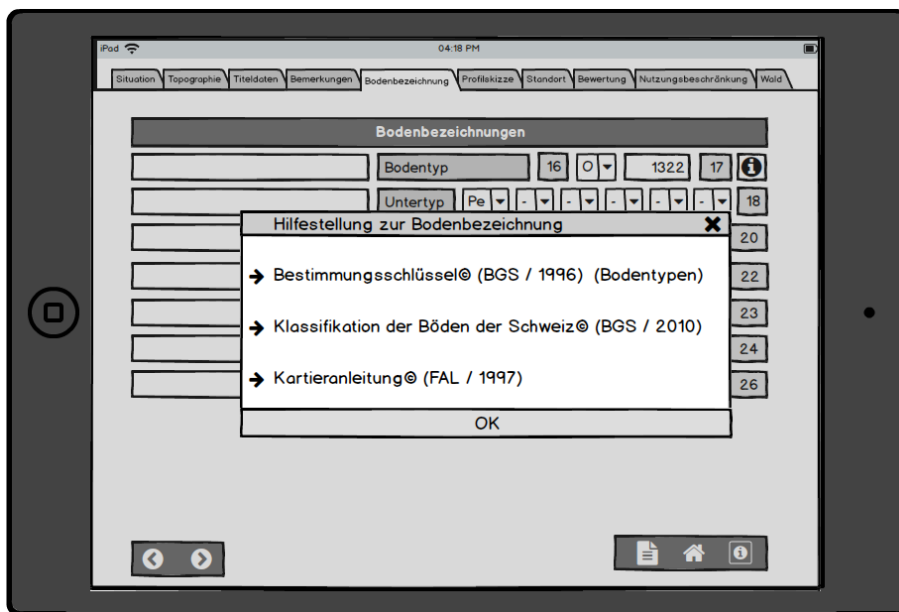 iPad 04:18 PM
Situation Topographie Titeldaten Bemerkungen Bodenbezeichnung Profilskizze Standort Bewertung Nutzungsbeschränkung Wald
Bodenbezeichnungen
Bodentyp 16 O 1322 17
Untertyp Pe - - - - - 18
Hilfestellung zur Bodenbezeichnung
20
→ Bestimmungsschlüssel© (BGS / 1996) (Bodentypen)
22
23
→ Klassifikation der Böden der Schweiz© (BGS / 2010)
24
→ Kartieranleitung© (FAL / 1997)
26
OK